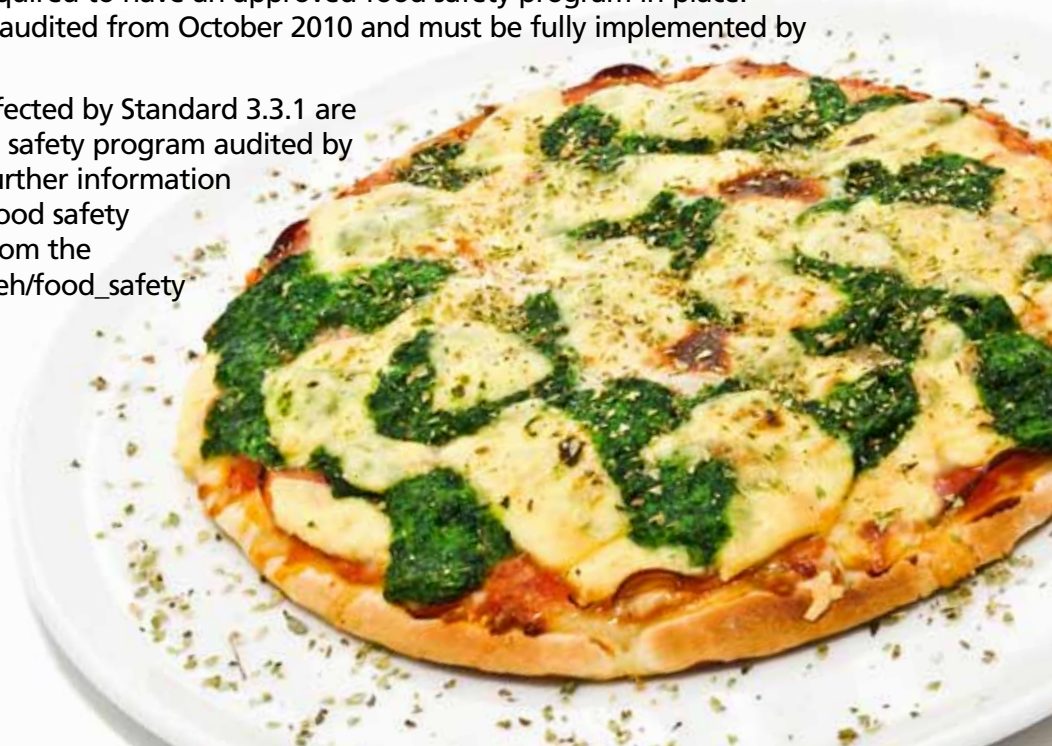 quired to have an approved food safety program in place.
audited from October 2010 and must be fully implemented by
fected by Standard 3.3.1 are
safety program audited by
urther information
ood safety
om the
eh/food_safety